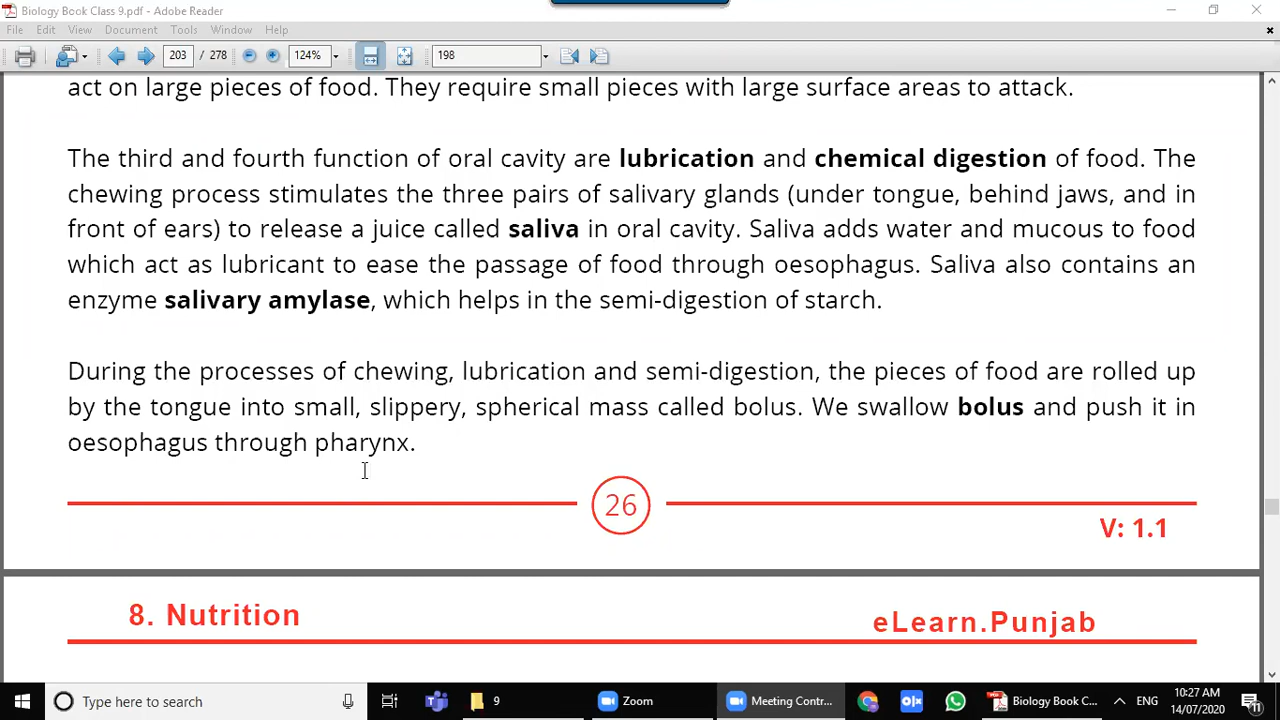 Biology Book Class 9.pdf - Adobe Reader
File Edit View Document Tools Window Help
203 / 278 124% 198
act on large pieces of food. They require small pieces with large surface areas to attack.
The third and fourth function of oral cavity are lubrication and chemical digestion of food. The
chewing process stimulates the three pairs of salivary glands (under tongue, behind jaws, and in
front of ears) to release a juice called saliva in oral cavity. Saliva adds water and mucous to food
which act as lubricant to ease the passage of food through oesophagus. Saliva also contains an
enzyme salivary amylase, which helps in the semi-digestion of starch.
During the processes of chewing, lubrication and semi-digestion, the pieces of food are rolled up
by the tongue into small, slippery, spherical mass called bolus. We swallow bolus and push it in
oesophagus through pharynx.
26
V: 1.1
8. Nutrition
eLearn.Punjab
Type here to search 9 Zoom Meeting Contr... Biology Book C... ENG 10:27 AM
14/07/2020 11